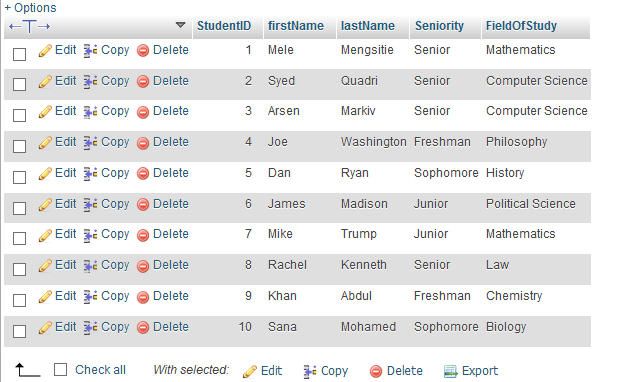 + Options
StudentID firstName lastName Seniority FieldOfStudy
Edit Copy Delete 1 Mele Mengsitie Senior Mathematics
Edit Copy Delete 2 Syed Quadri Senior Computer Science
Edit Copy Delete 3 Arsen Markiv Senior Computer Science
Edit Copy Delete 4 Joe Washington Freshman Philosophy
Edit Copy Delete 5 Dan Ryan Sophomore History
Edit Copy Delete 6 James Madison Junior Political Science
Edit Copy Delete 7 Mike Trump Junior Mathematics
Edit Copy Delete 8 Rachel Kenneth Senior Law
Edit Copy Delete 9 Khan Abdul Freshman Chemistry
Edit Copy Delete 10 Sana Mohamed Sophomore Biology
Check all With selected: Edit Copy Delete Export